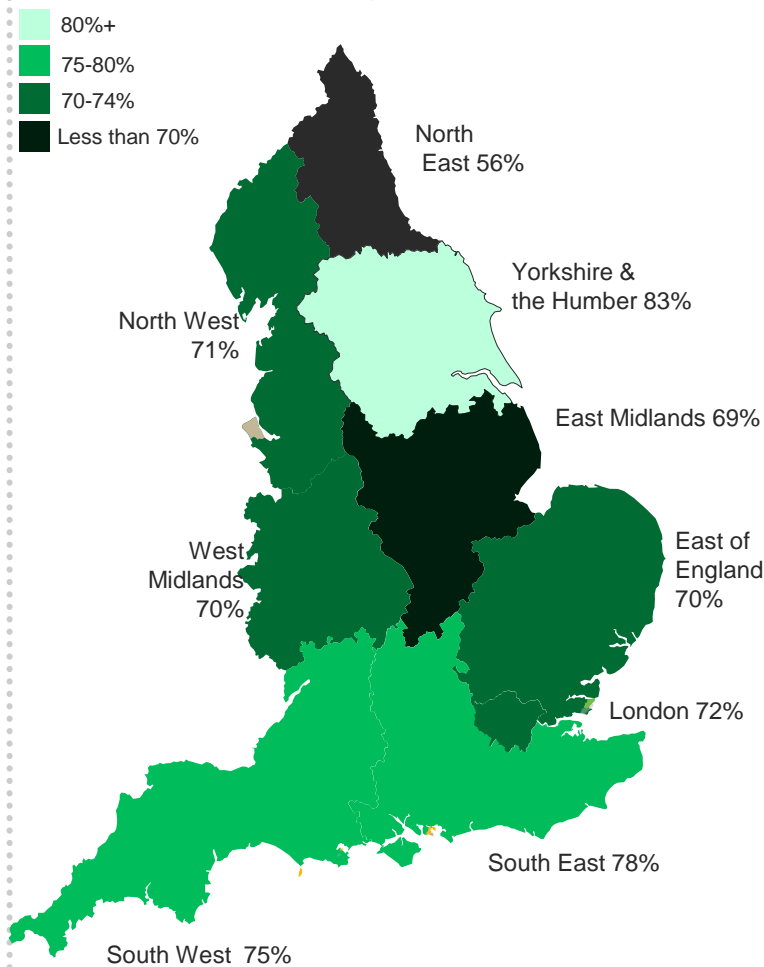 80%+
75-80%
70-74%
Less than 70%
North
East 56%
Yorkshire &
the Humber 83%
North West
71%
East Midlands 69%
West
Midlands
70%
East of
England
70%
London 72%
South East 78%
South West 75%